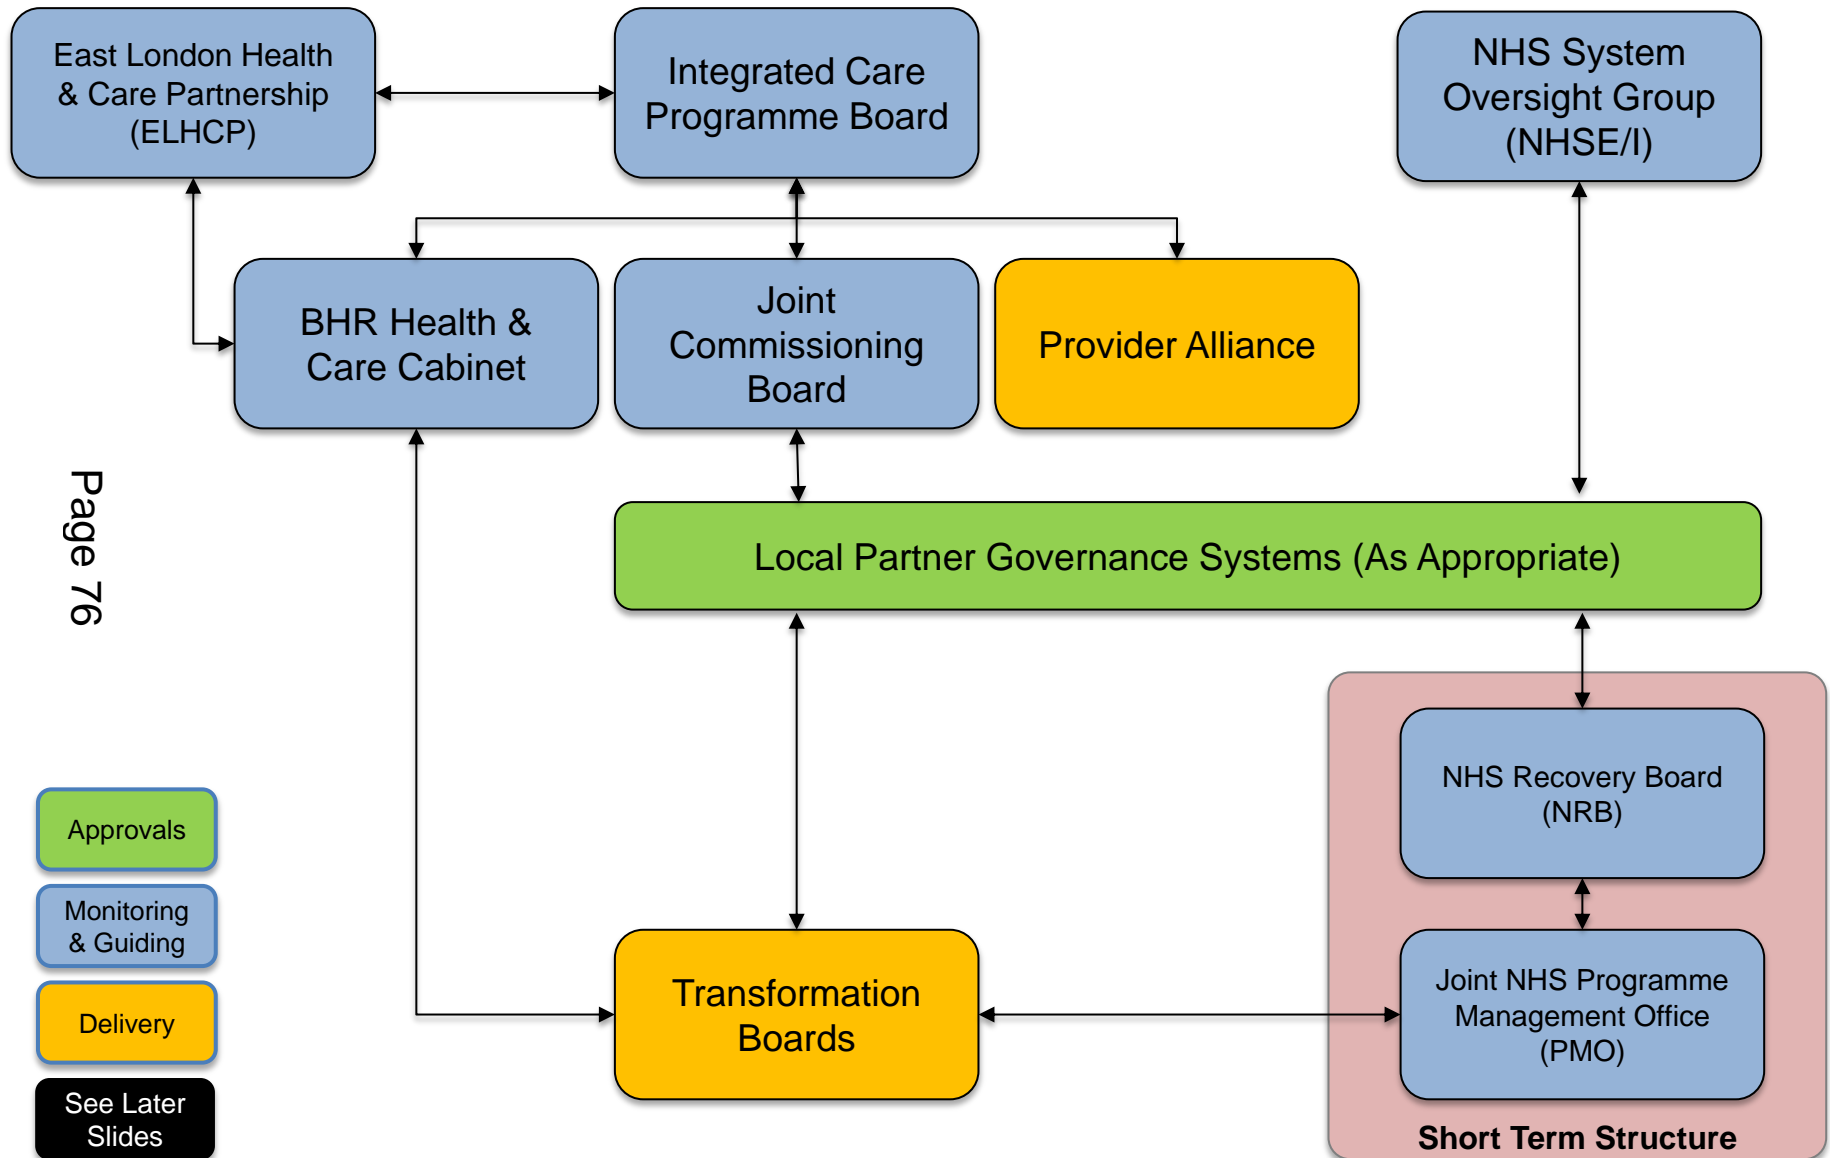 East London Health
& Care Partnership
(ELHCP)
Integrated Care
Programme Board
NHS System
Oversight Group
(NHSE/I)
BHR Health &
Care Cabinet
Joint
Commissioning
Board
Provider Alliance
Page 76
Local Partner Governance Systems (As Appropriate)
NHS Recovery Board
(NRB)
Approvals
Monitoring
& Guiding
Delivery
See Later
Slides
Transformation
Boards
Joint NHS Programme
Management Office
(PMO)
Short Term Structure